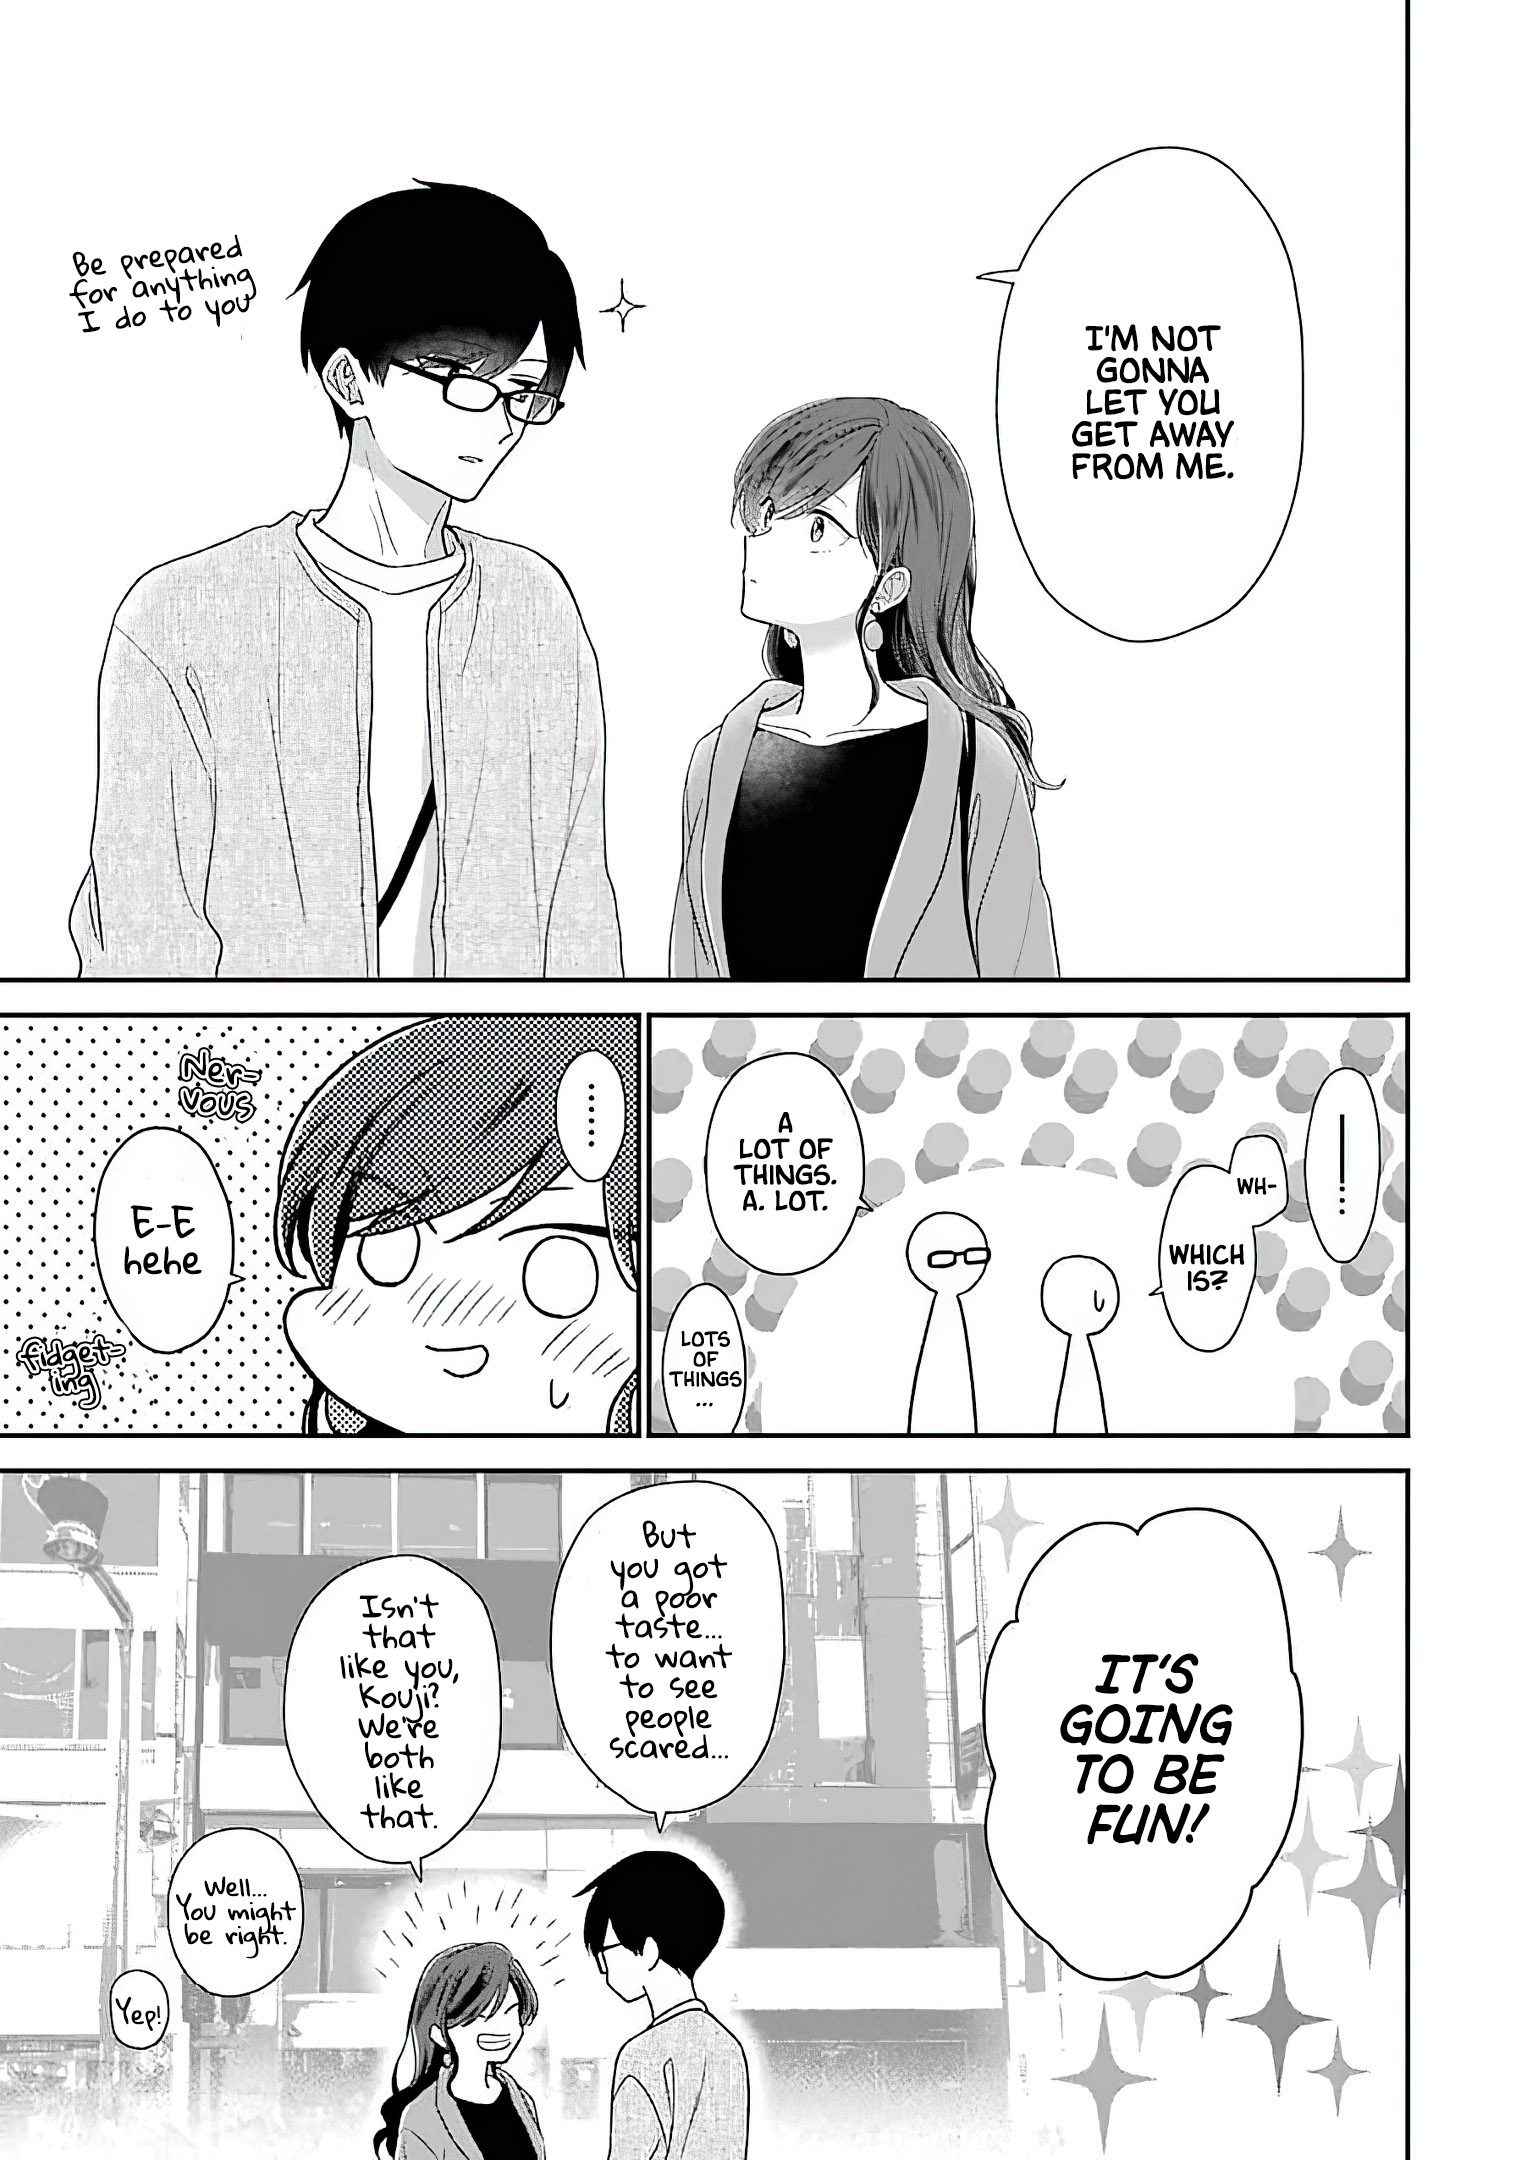 I'M NOT
GONNA
LET YOU
GET AWAY
FROM ME.
Be prepared
for anything
I do to you
WH-
WHICH
IS?
A
LOT OF
THINGS.
A. LOT.
LOTS
OF
THINGS
...
......
Ner-
vous
E-E
hehe
fidget-
ing
IT'S
GOING
TO BE
FUN!
But
you got
a poor
taste...
to want
to see
people
scared...
Isn't
that
like you,
Kouji?
We're
both
like
that.
Well...
You might
be right.
Yep!